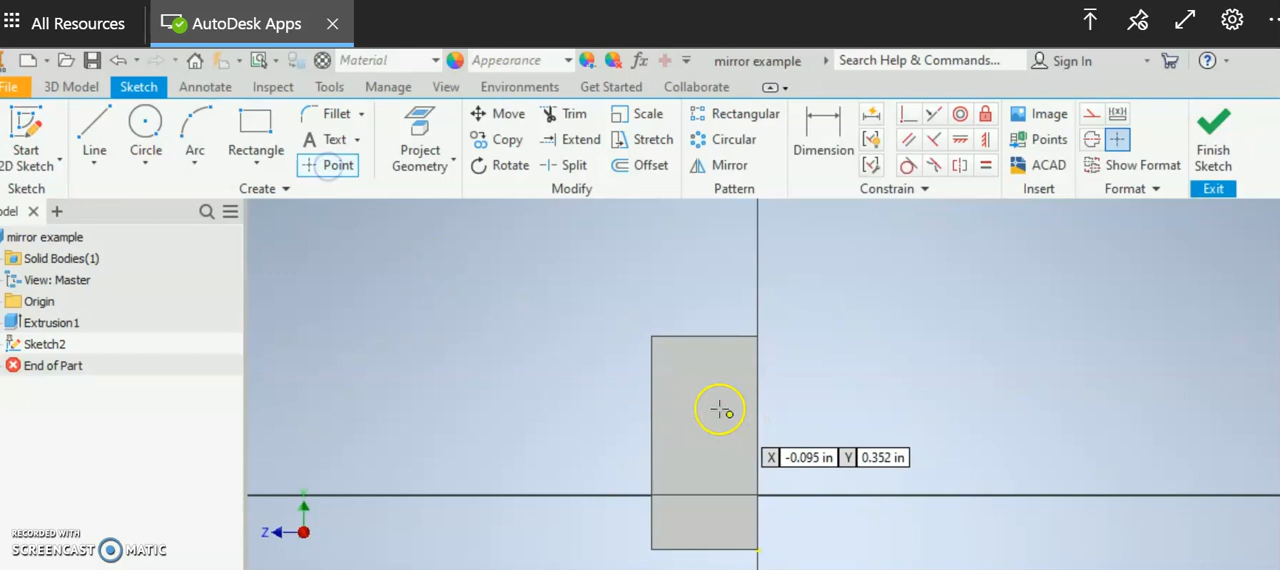 All Resources
AutoDesk Apps
Material
Appearance
mirror example
Search Help & Commands...
Sign In
File
3D Model
Sketch
Annotate
Inspect
Tools
Manage
View
Environments
Get Started
Collaborate
Start
2D Sketch
Line
Circle
Arc
Rectangle
Fillet
Text
Point
Project
Geometry
Move
Copy
Rotate
Trim
Extend
Split
Scale
Stretch
Offset
Rectangular
Circular
Mirror
Dimension
Image
Points
ACAD
Show Format
Finish
Sketch
Sketch
Create
Modify
Pattern
Constrain
Insert
Format
Exit
odel
mirror example
Solid Bodies(1)
View: Master
Origin
Extrusion1
Sketch2
End of Part
X -0.095 in Y 0.352 in
Z
RECORDED WITH
SCREENCAST MATIC